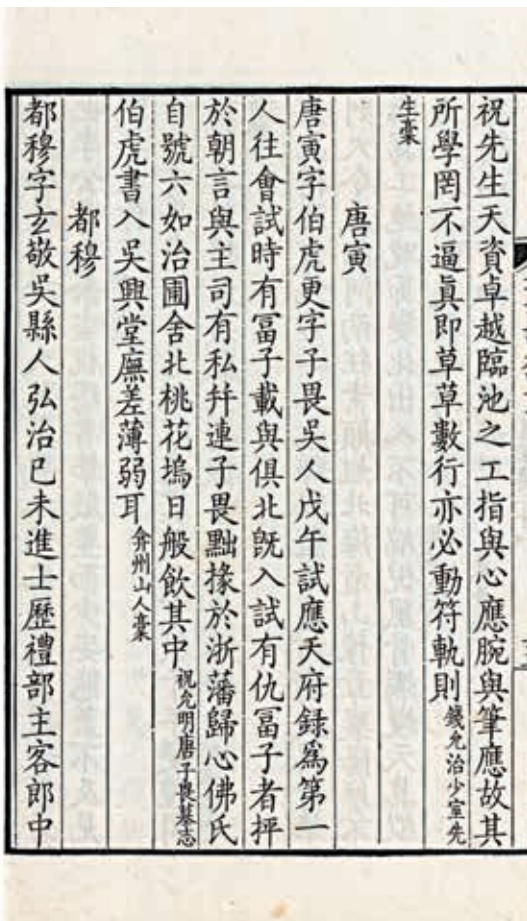 祝先生天資卓越臨池之工指與心應腕與筆應故其
所學罔不逼眞即草草數行亦必動符軌則錢允治少室先
生稾
唐寅
唐寅字伯虎更字子畏吳人戊午試應天府録爲第一
人往會試時有冨子載與俱北旣入試有仇冨子者抨
於朝言與主司有私幷連子畏黜掾於浙藩歸心佛氏
自號六如治圃舍北桃花塢日般飲其中祝允明唐子畏墓志
伯虎書入吳興堂廡差薄弱耳弇州山人稾
都穆
都穆字玄敬吳縣人弘治已未進士歷禮部主客郎中